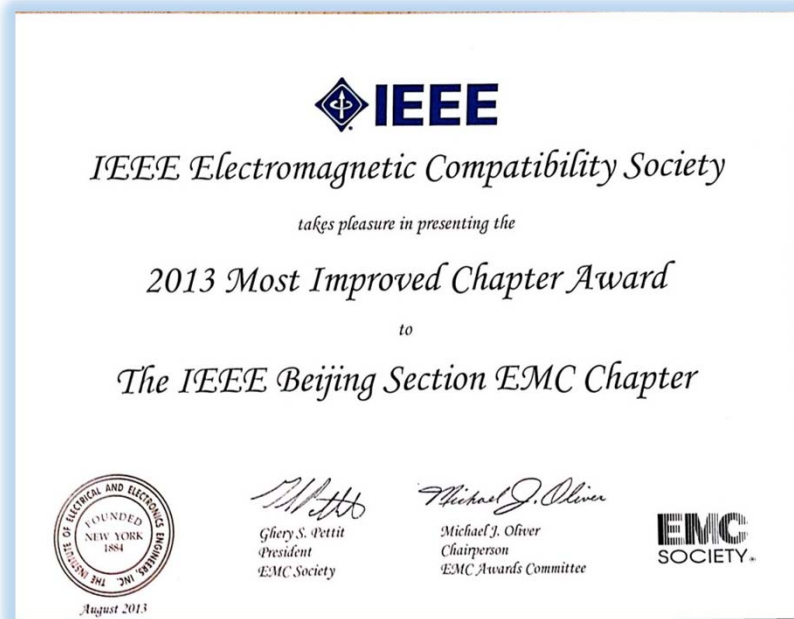 IEEE
IEEE Electromagnetic Compatibility Society
takes pleasure in presenting the
2013 Most Improved Chapter Award
to
The IEEE Beijing Section EMC Chapter
THE INSTITUTE OF ELECTRICAL AND ELECTRONICS ENGINEERS, INC.
FOUNDED
NEW YORK
1884
August 2013
Ghery S. Pettit
President
EMC Society
Michael J. Oliver
Michael J. Oliver
Chairperson
EMC Awards Committee
EMC
SOCIETY